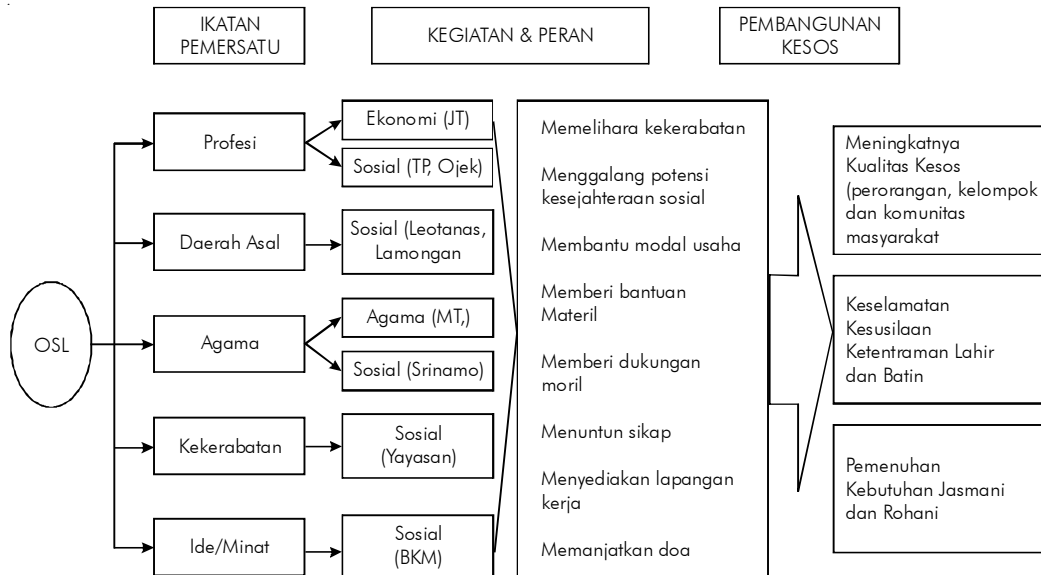 IKATAN
PEMERSATU
KEGIATAN & PERAN
PEMBANGUNAN
KESOS
OSL
Profesi
Daerah Asal
Agama
Kekerabatan
Ide/Minat
Ekonomi (JT)
Sosial (TP, Ojek)
Sosial (Leotanas,
Lamongan
Agama (MT,)
Sosial (Srinamo)
Sosial
(Yayasan)
Sosial
(BKM)
Memelihara kekerabatan
Menggalang potensi
kesejahteraan sosial
Membantu modal usaha
Memberi bantuan
Materil
Memberi dukungan
moril
Menuntun sikap
Menyediakan lapangan
kerja
Memanjatkan doa
Meningkatnya
Kualitas Kesos
(perorangan, kelompok
dan komunitas
masyarakat
Keselamatan
Kesusilaan
Ketentraman Lahir
dan Batin
Pemenuhan
Kebutuhan Jasmani
dan Rohani